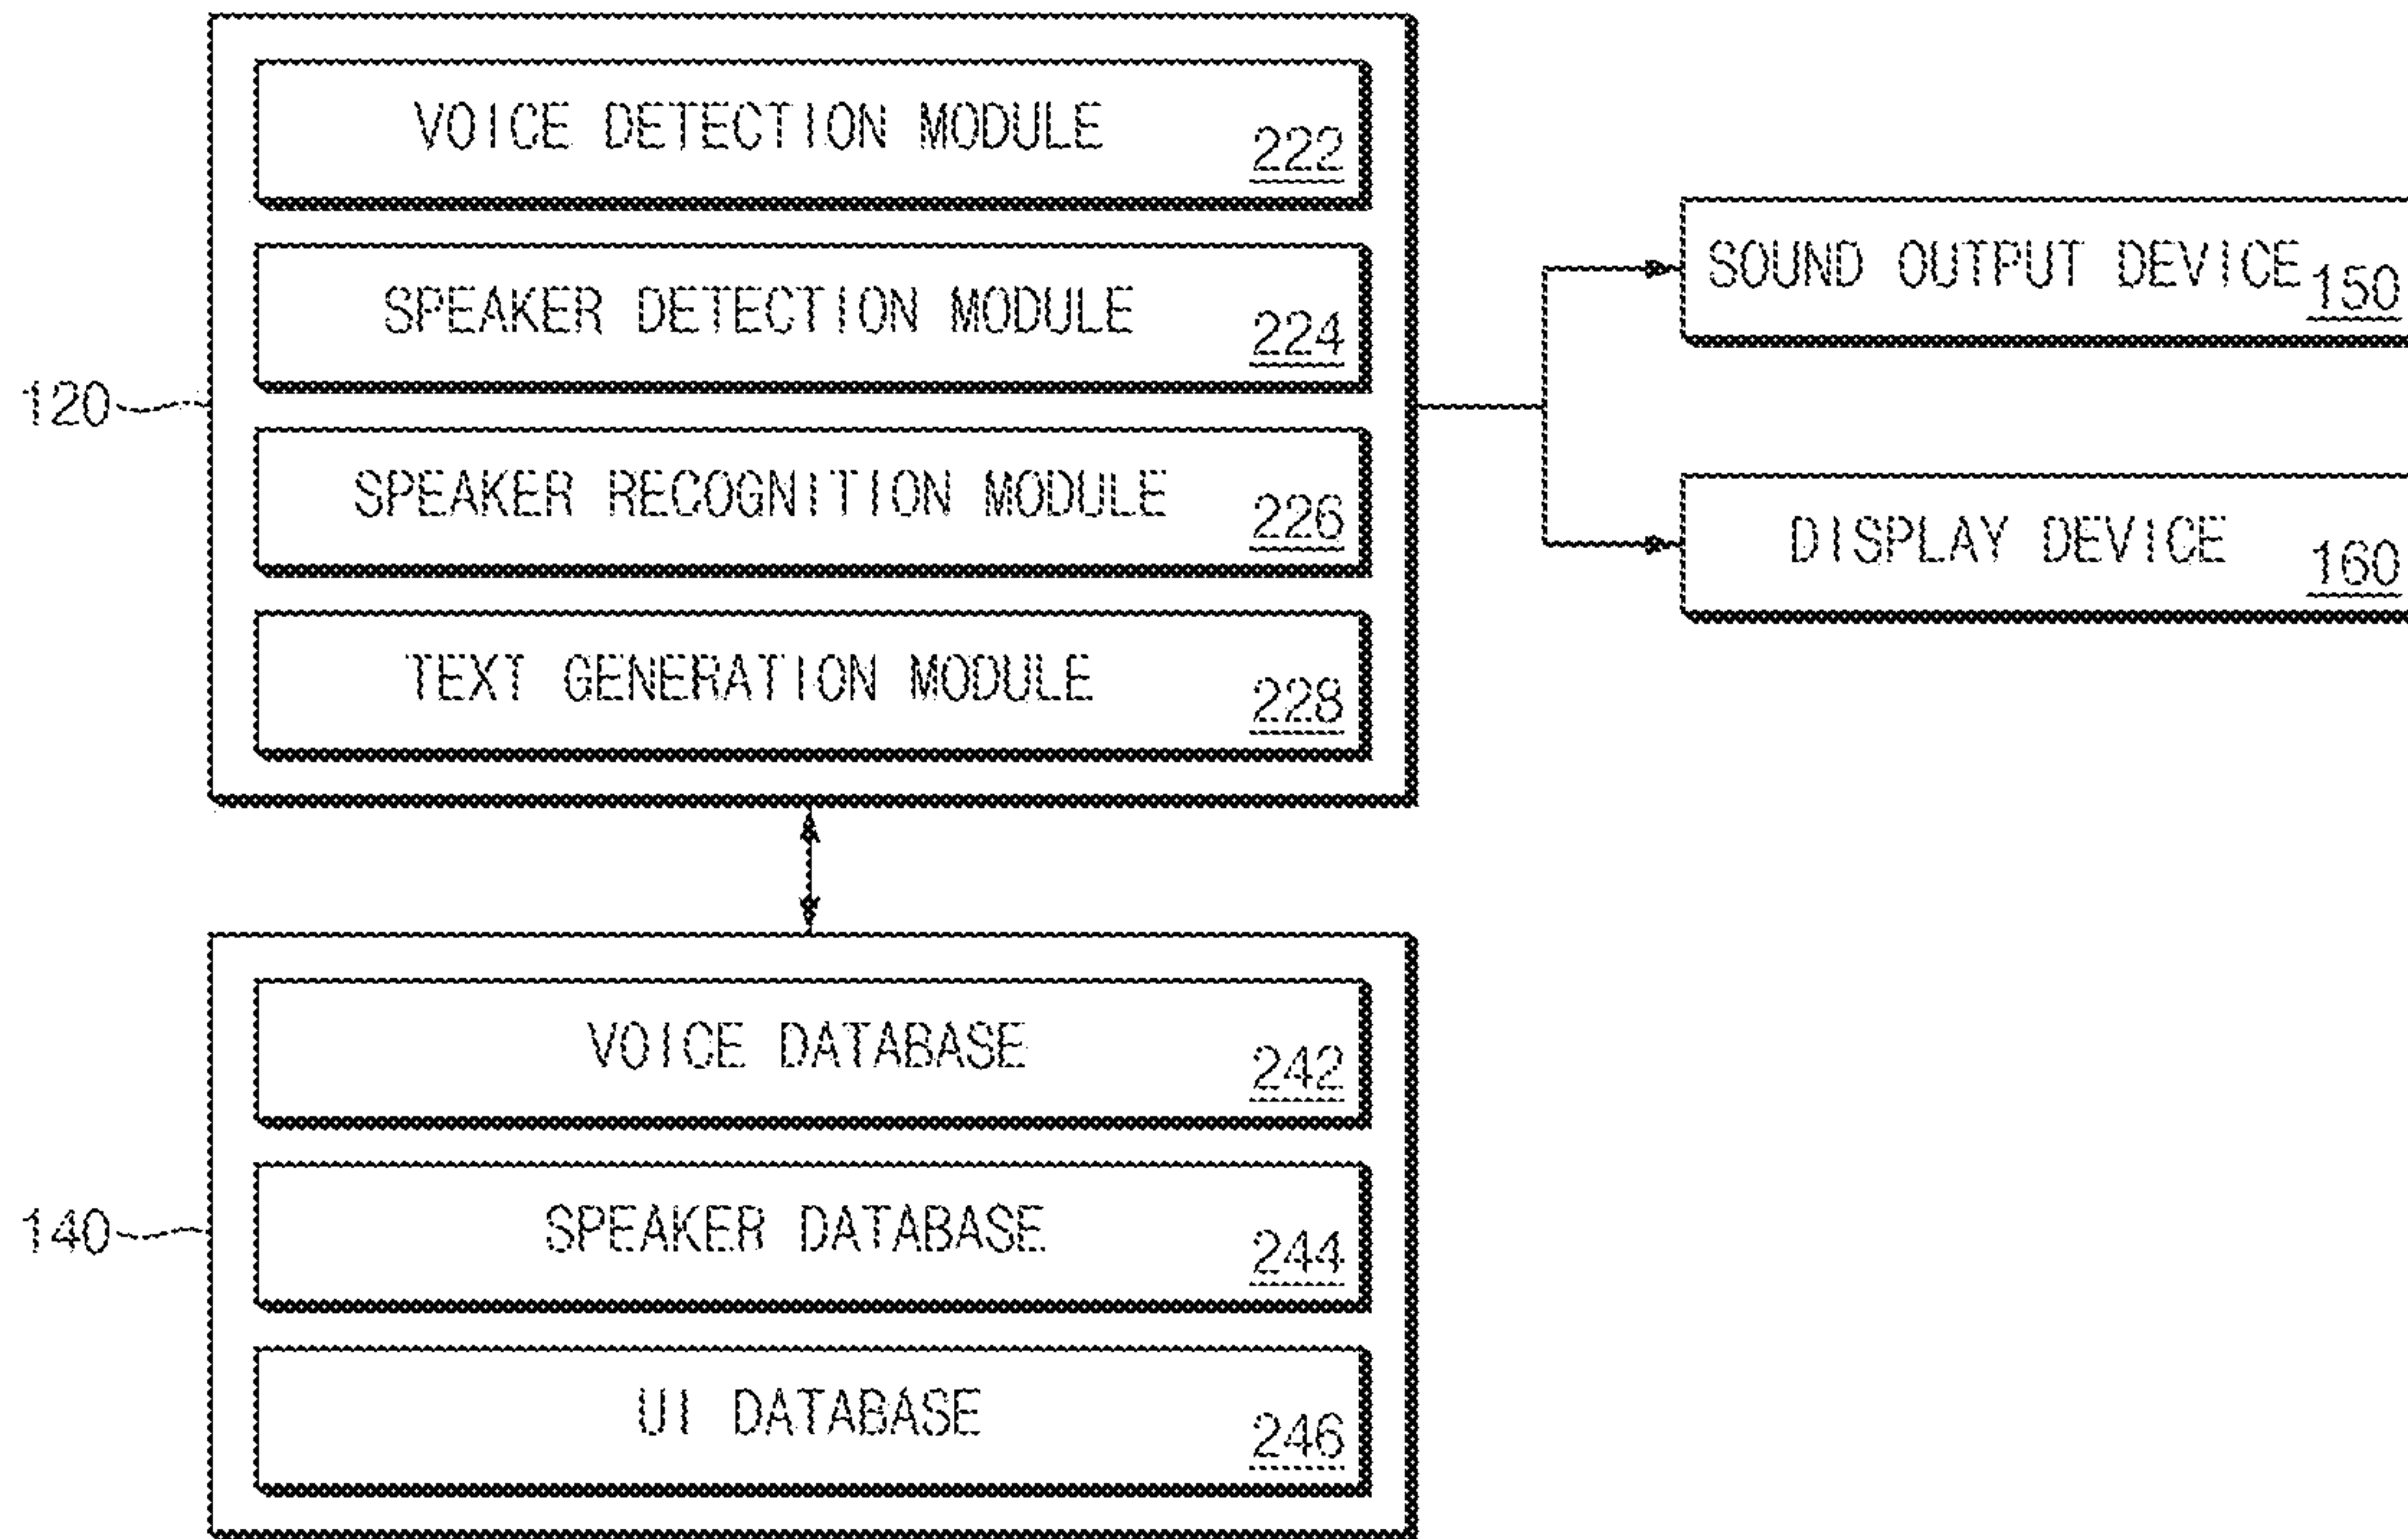 VOICE DETECTION MODULE 222
SPEAKER DETECTION MODULE 224
120
SPEAKER RECOGNITION MODULE 226
TEXT GENERATION MODULE 228
SOUND OUTPUT DEVICE 150
DISPLAY DEVICE 160
VOICE DATABASE 242
140
SPEAKER DATABASE 244
UI DATABASE 246